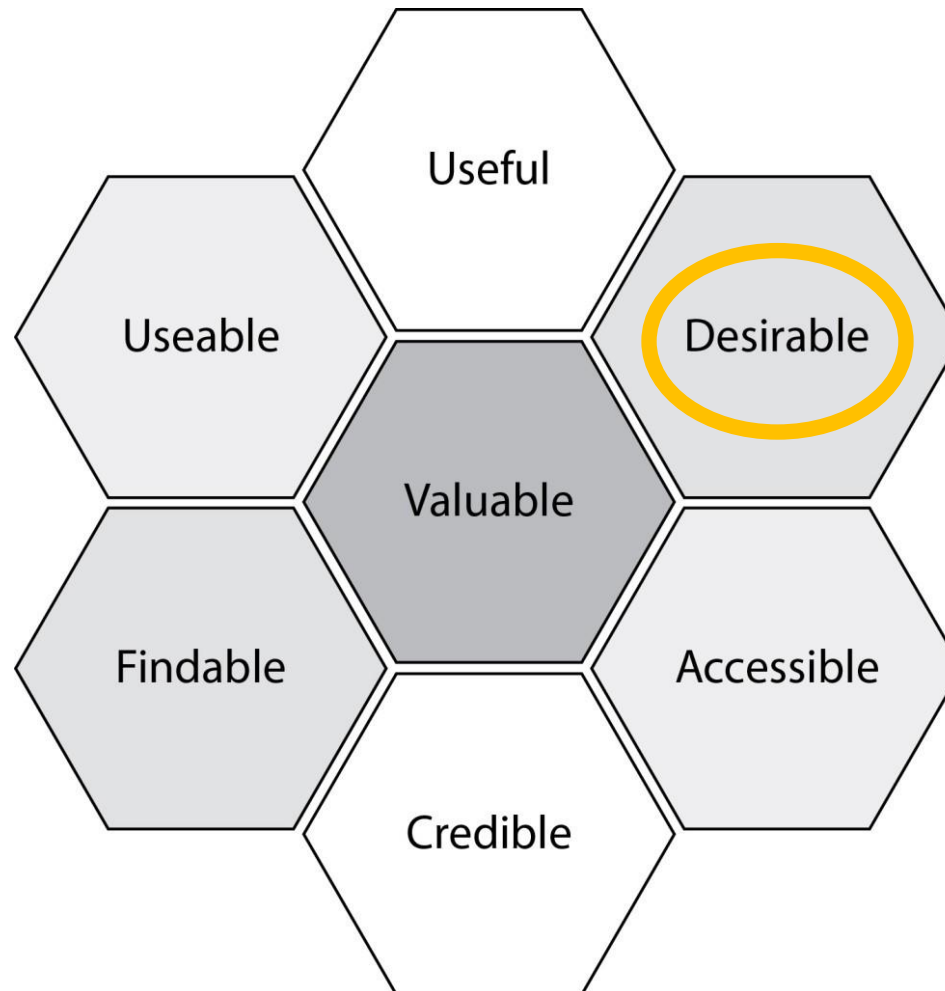 Useful
Useable
Desirable
Valuable
Findable
Accessible
Credible